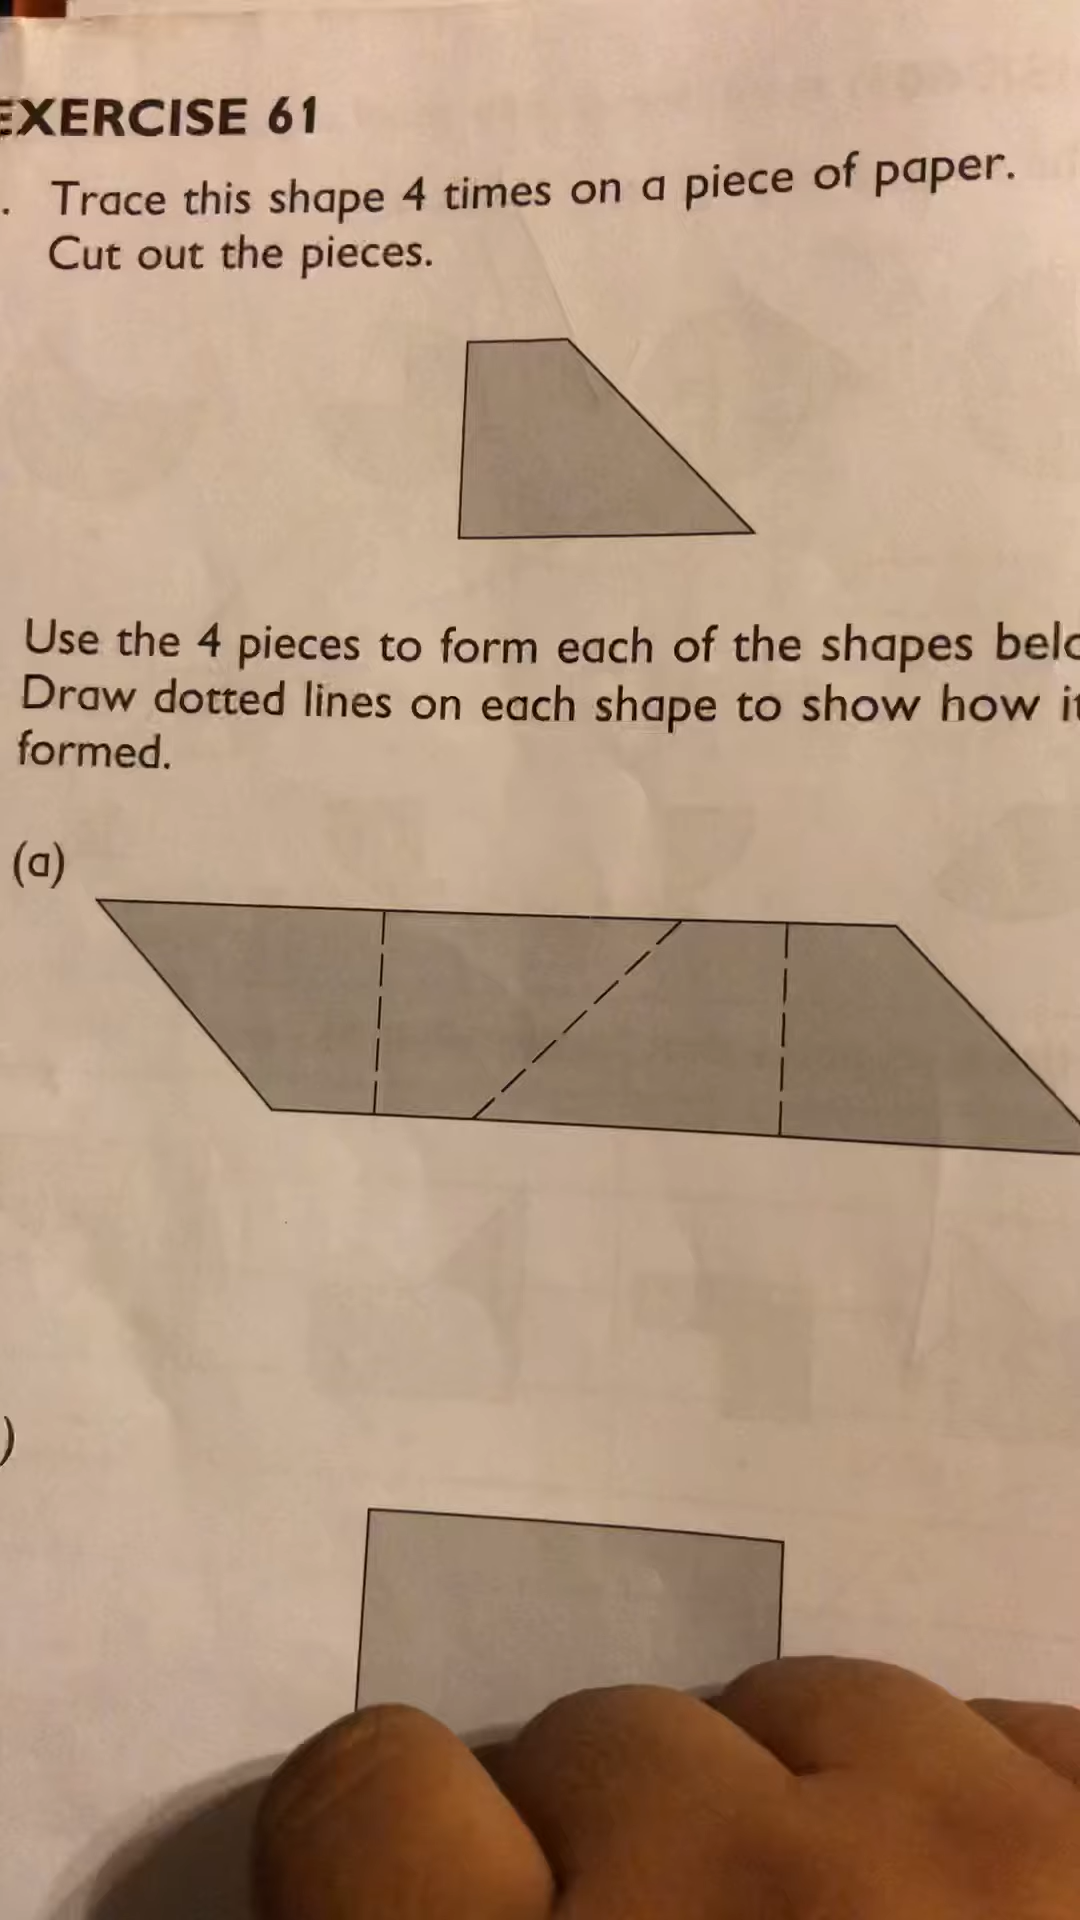 EXERCISE 61
. Trace this shape 4 times on a piece of paper.
Cut out the pieces.
Use the 4 pieces to form each of the shapes
Draw dotted lines on each shape to show how
formed.
(a)
)